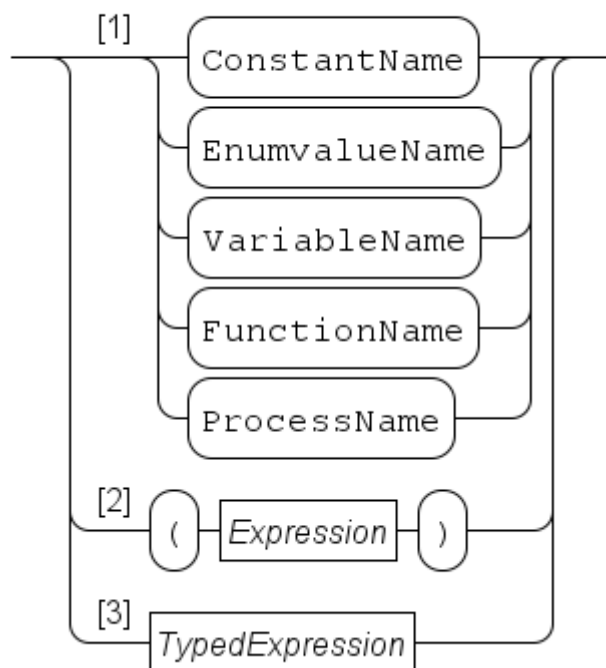 [1] ConstantName
EnumvalueName
VariableName
FunctionName
ProcessName
[2] ( Expression )
[3] TypedExpression